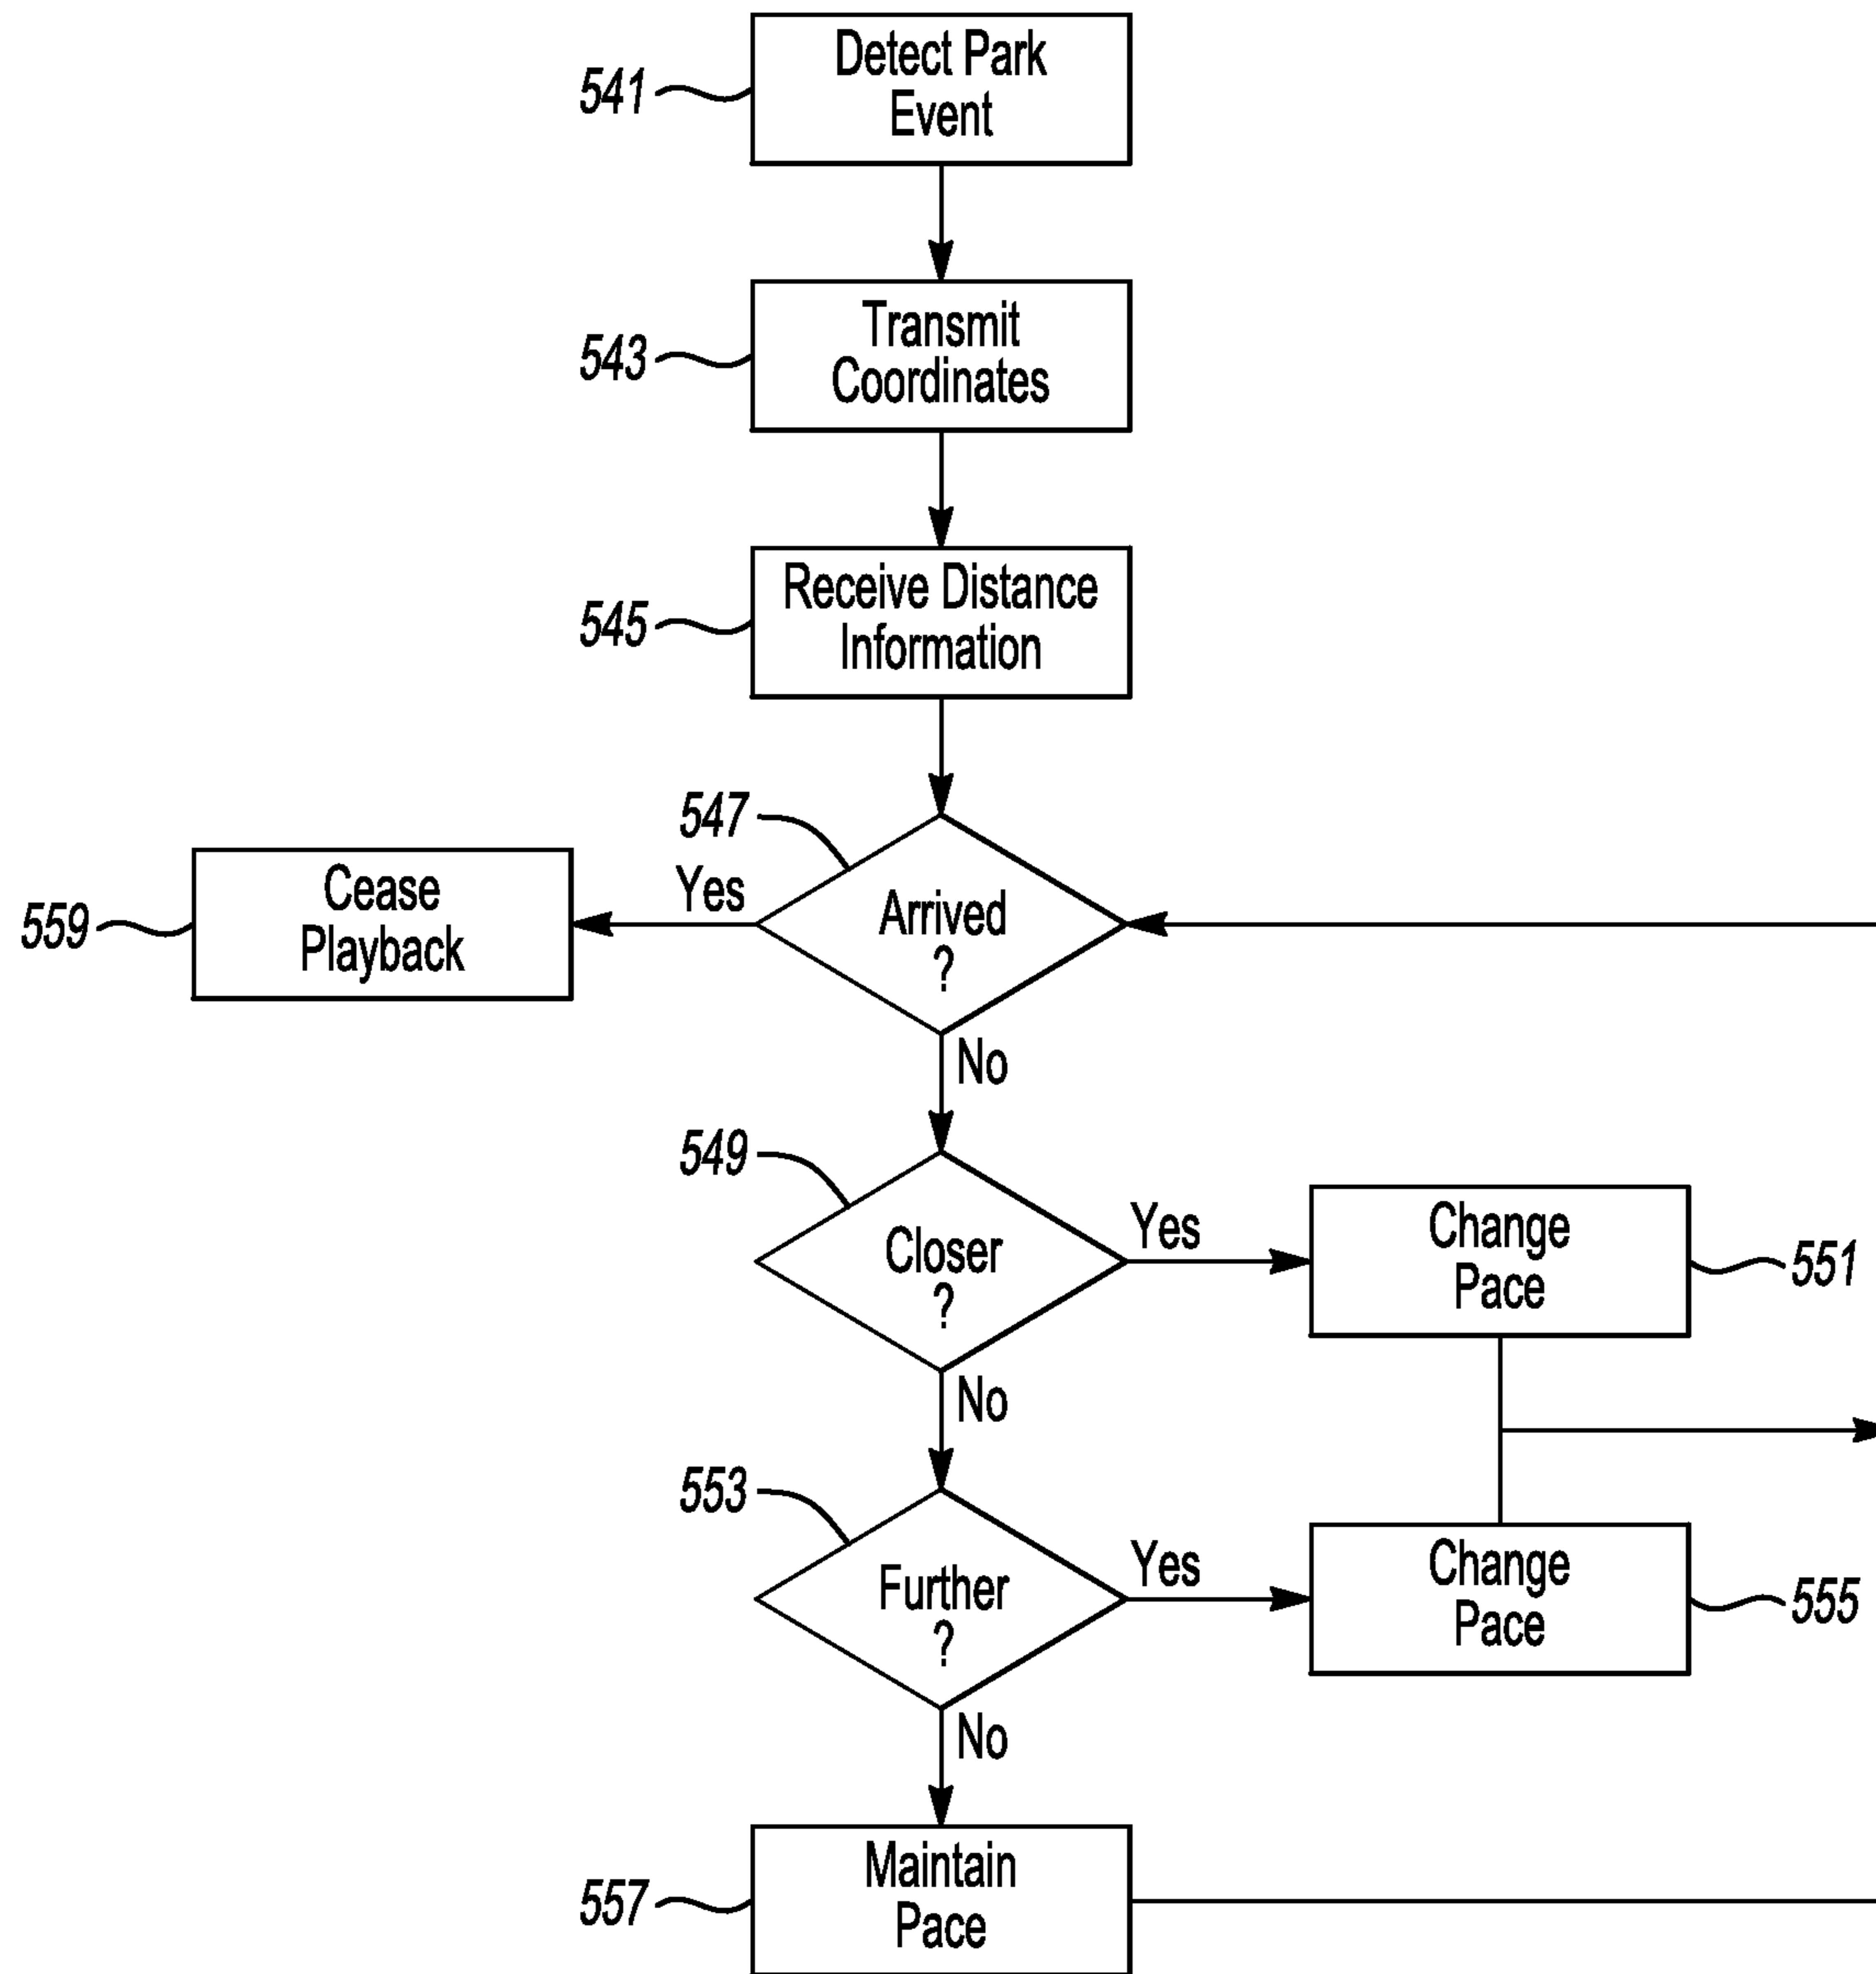 541
Detect Park
Event
543
Transmit
Coordinates
545
Receive Distance
Information
547
559
Cease
Playback
Yes
Arrived
?
No
549
Closer
?
Yes
Change
Pace
551
No
553
Further
?
Yes
Change
Pace
555
No
557
Maintain
Pace